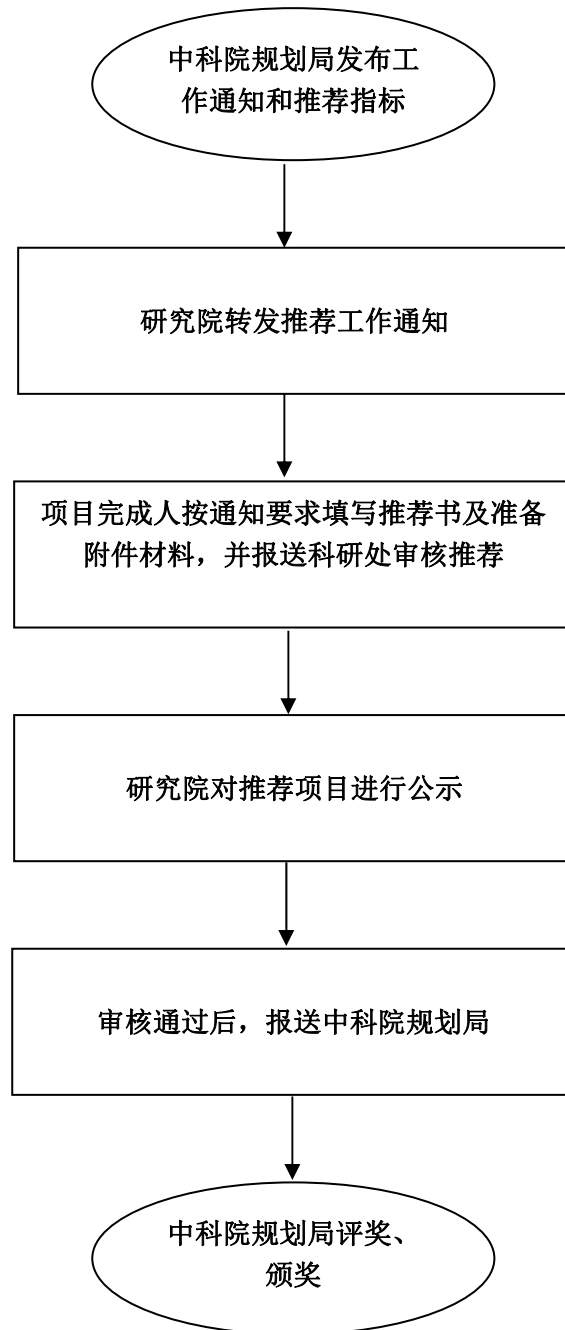 中科院规划局发布工
作通知和推荐指标
研究院转发推荐工作通知
项目完成人按通知要求填写推荐书及准备
附件材料，并报送科研处审核推荐
研究院对推荐项目进行公示
审核通过后，报送中科院规划局
中科院规划局评奖、
颁奖